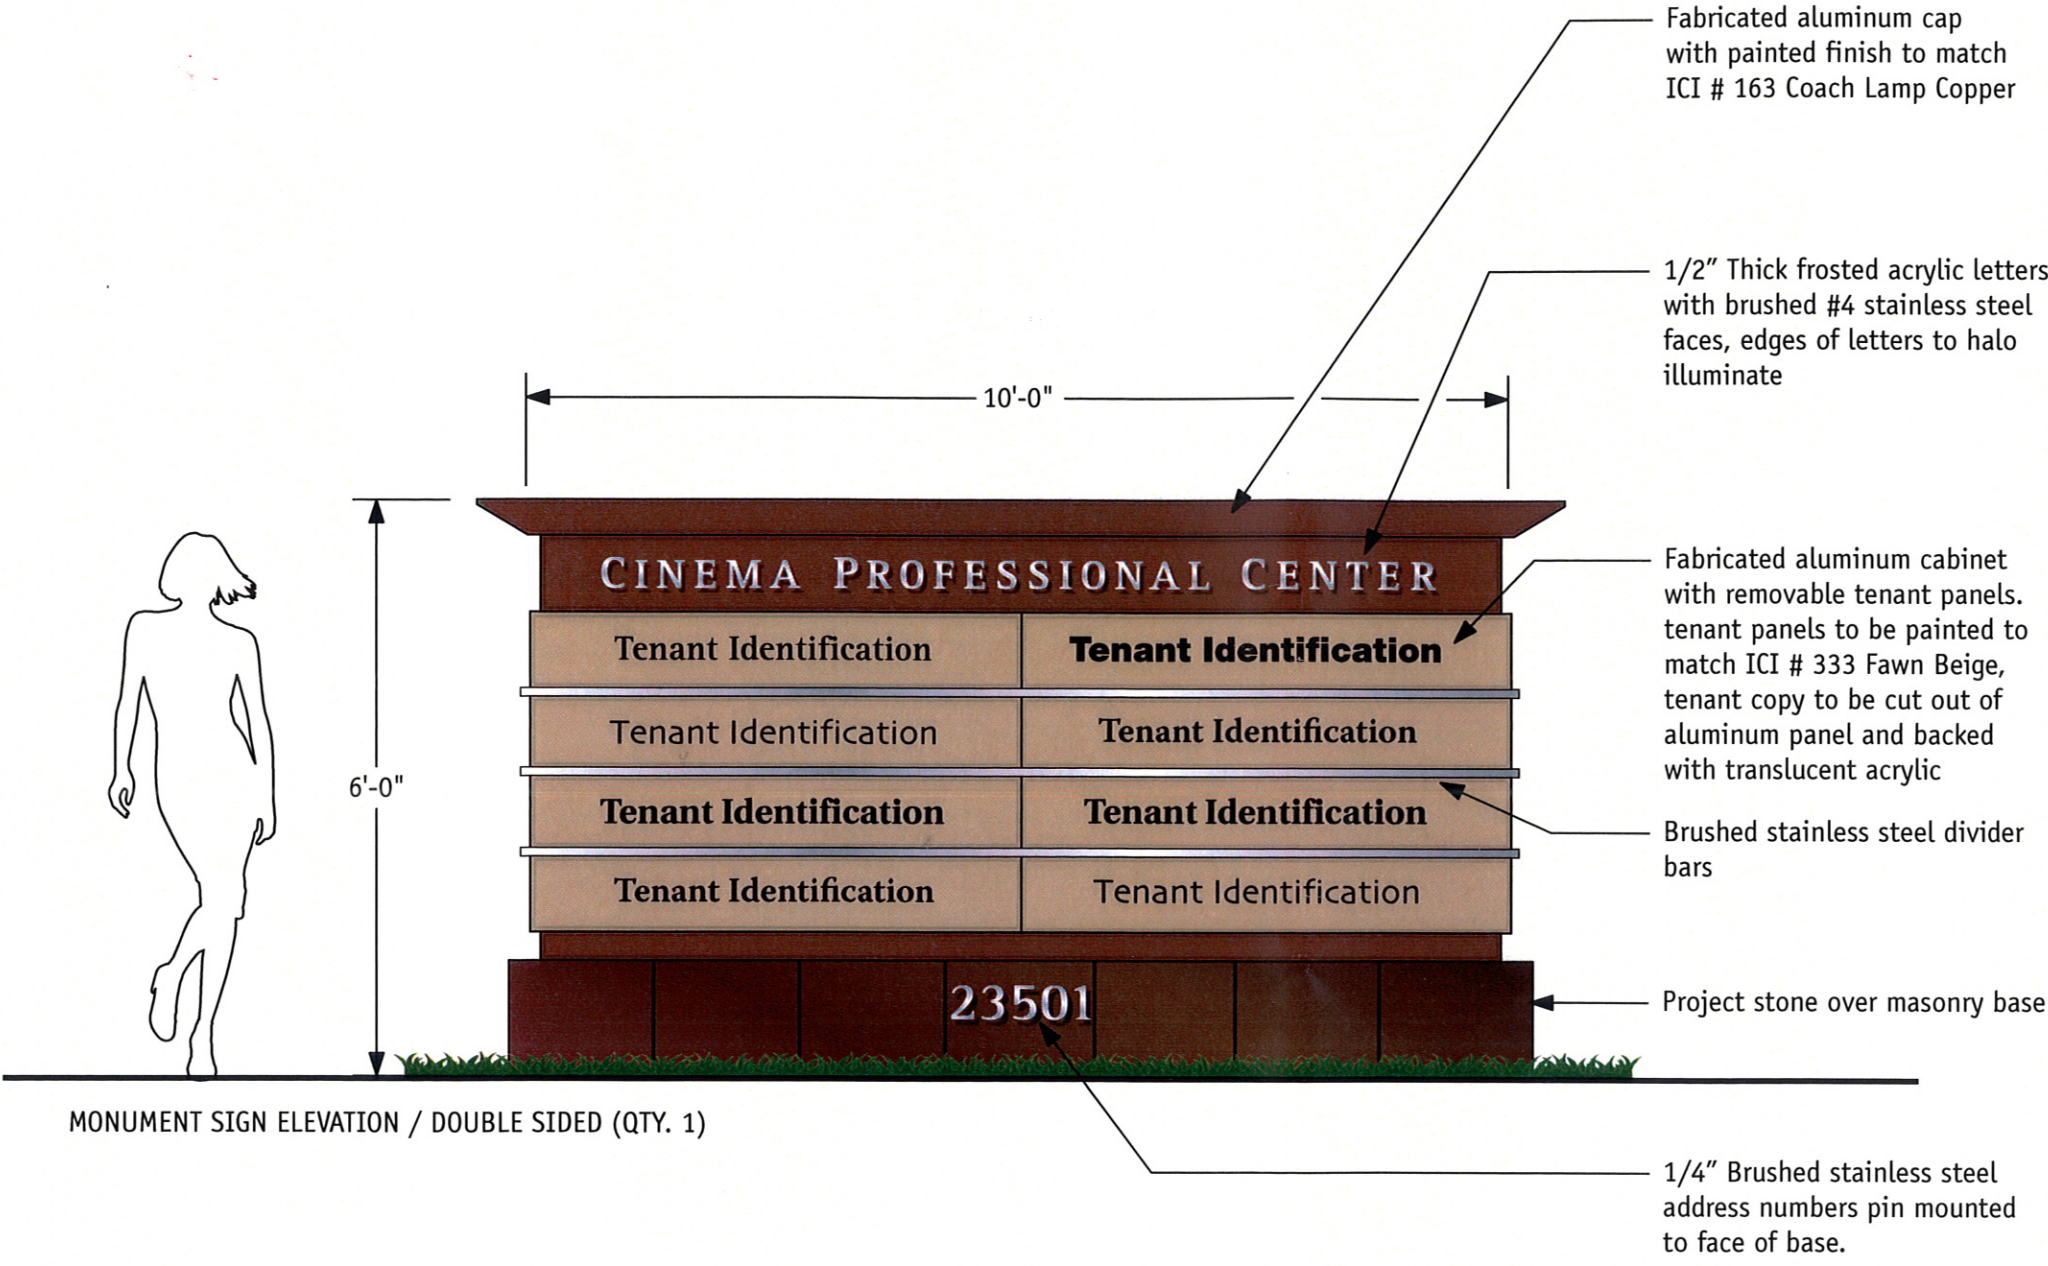 Fabricated aluminum cap
with painted finish to match
ICI # 163 Coach Lamp Copper
1/2” Thick frosted acrylic letters
with brushed #4 stainless steel
faces, edges of letters to halo
illuminate
10'-0"
CINEMA PROFESSIONAL CENTER
Fabricated aluminum cabinet
with removable tenant panels.
tenant panels to be painted to
match ICI # 333 Fawn Beige,
tenant copy to be cut out of
aluminum panel and backed
with translucent acrylic
Tenant Identification
Tenant Identification
Tenant Identification
Tenant Identification
6'-0"
Tenant Identification
Tenant Identification
Brushed stainless steel divider
bars
Tenant Identification
Tenant Identification
23501
Project stone over masonry base
MONUMENT SIGN ELEVATION / DOUBLE SIDED (QTY. 1)
1/4” Brushed stainless steel
address numbers pin mounted
to face of base.